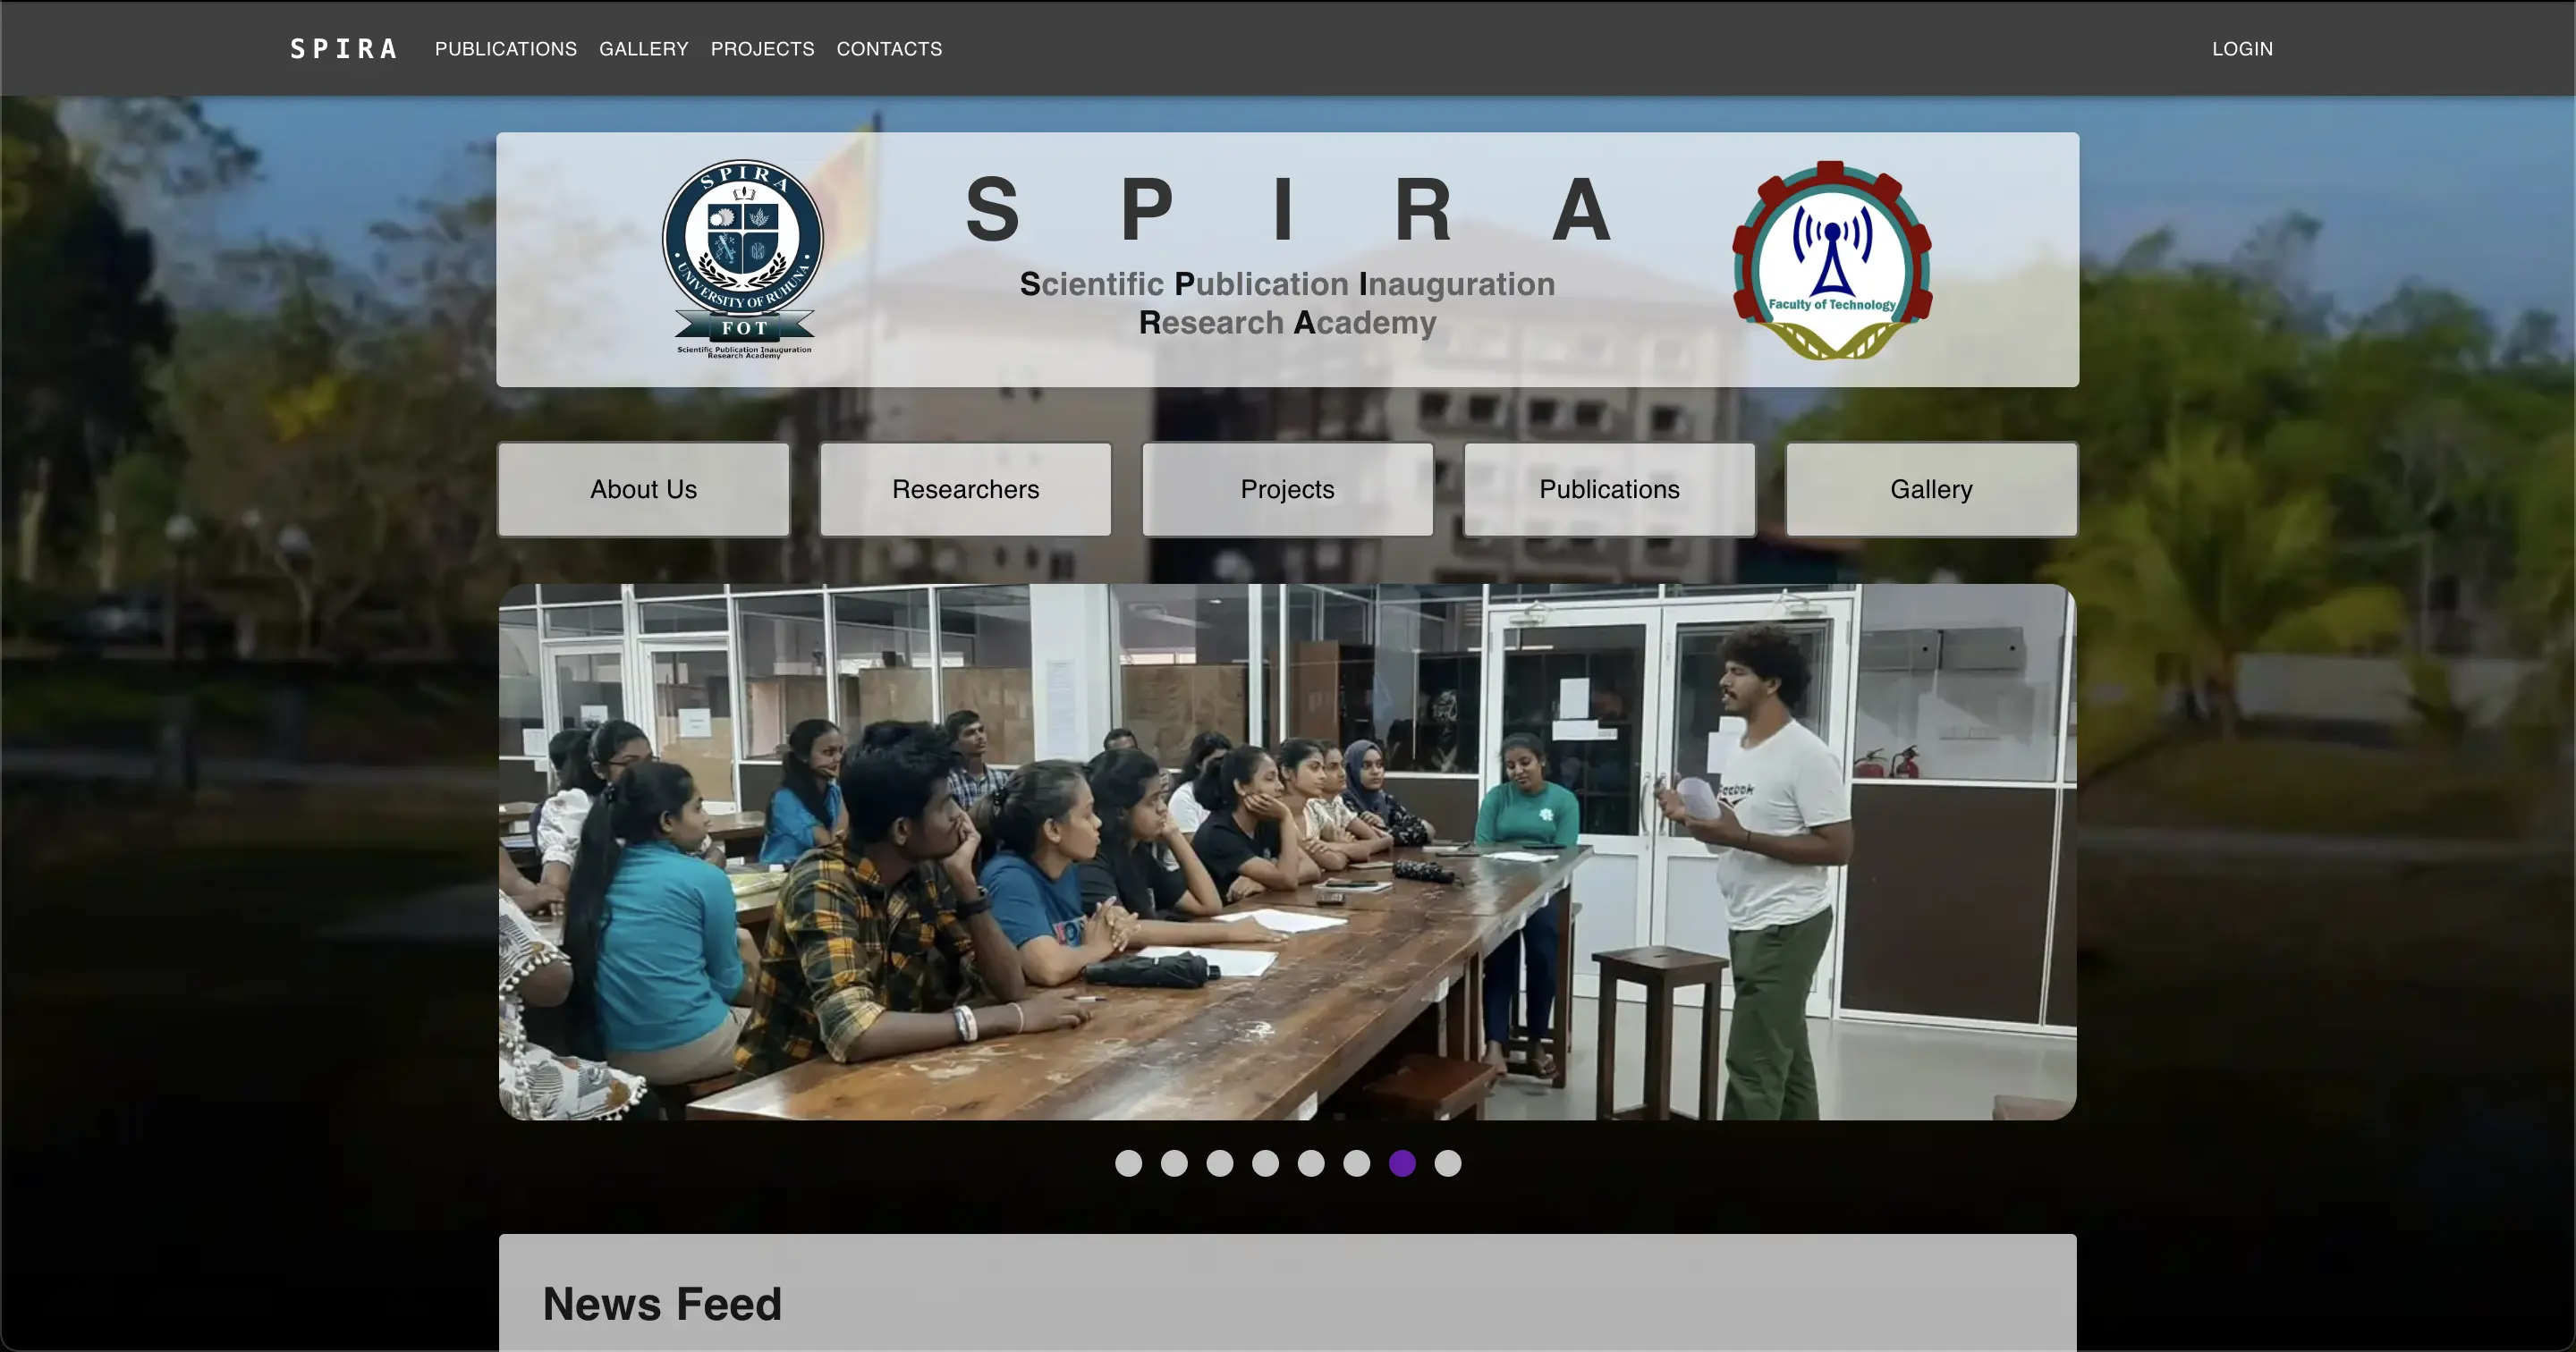 SPIRA PUBLICATIONS GALLERY PROJECTS CONTACTS LOGIN
SPIRA
UNIVERSITY OF RUHUNA
FOT
Scientific Publication Inauguration
Research Academy
S P I R A
Scientific Publication Inauguration
Research Academy
Faculty of Technology
About Us
Researchers
Projects
Publications
Gallery
Reebok
News Feed